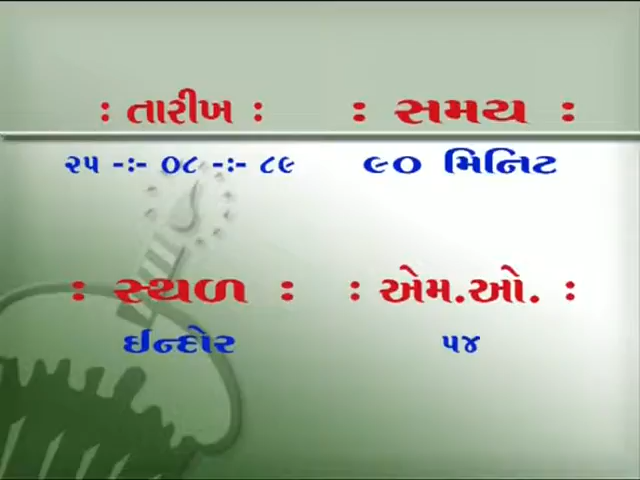 : તારીખ : : સમય :
૨૫ -:- ૦૮ -:- ૮૯ ૯૦ મિનિટ
: સ્થળ : : એમ.ઓ. :
ઈન્દોર ૫૪